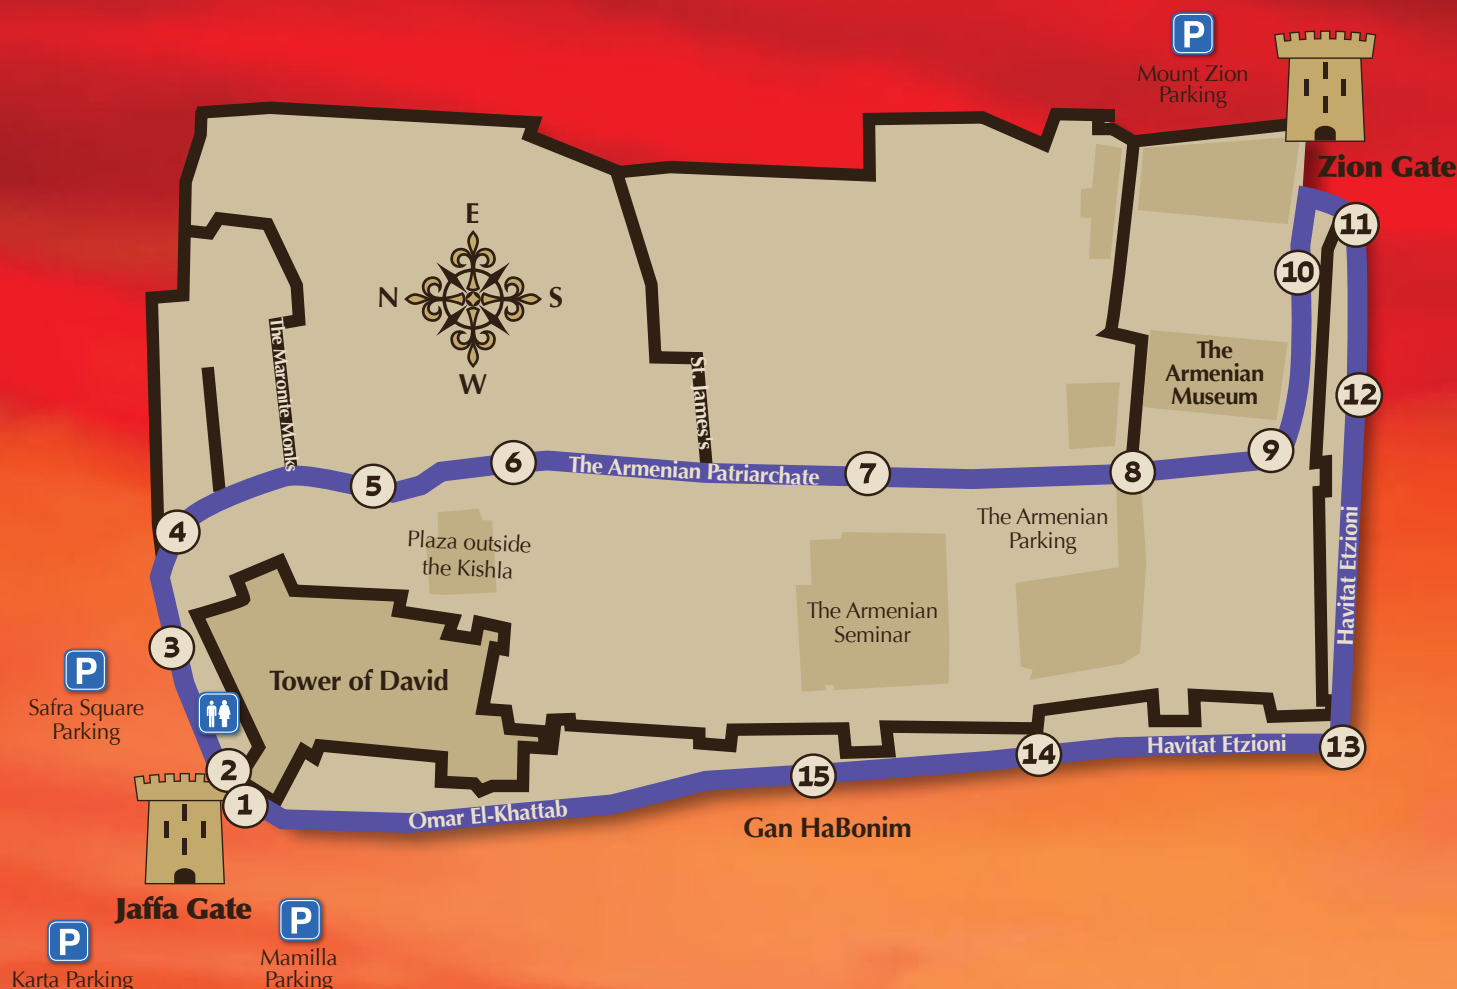 P
Mount Zion
Parking
Zion Gate
E
N
S
W
11
10
The Maronite Monks
St. James's
The
Armenian
Museum
12
9
6
The Armenian Patriarchate
7
8
5
4
Plaza outside
the Kishla
The Armenian
Parking
Havitat Etzioni
The Armenian
Seminar
3
P
Safra Square
Parking
Tower of David
2
1
Omar El-Khattab
15
14
Havitat Etzioni
13
Gan HaBonim
Jaffa Gate
P
Karta Parking
P
Mamilla
Parking